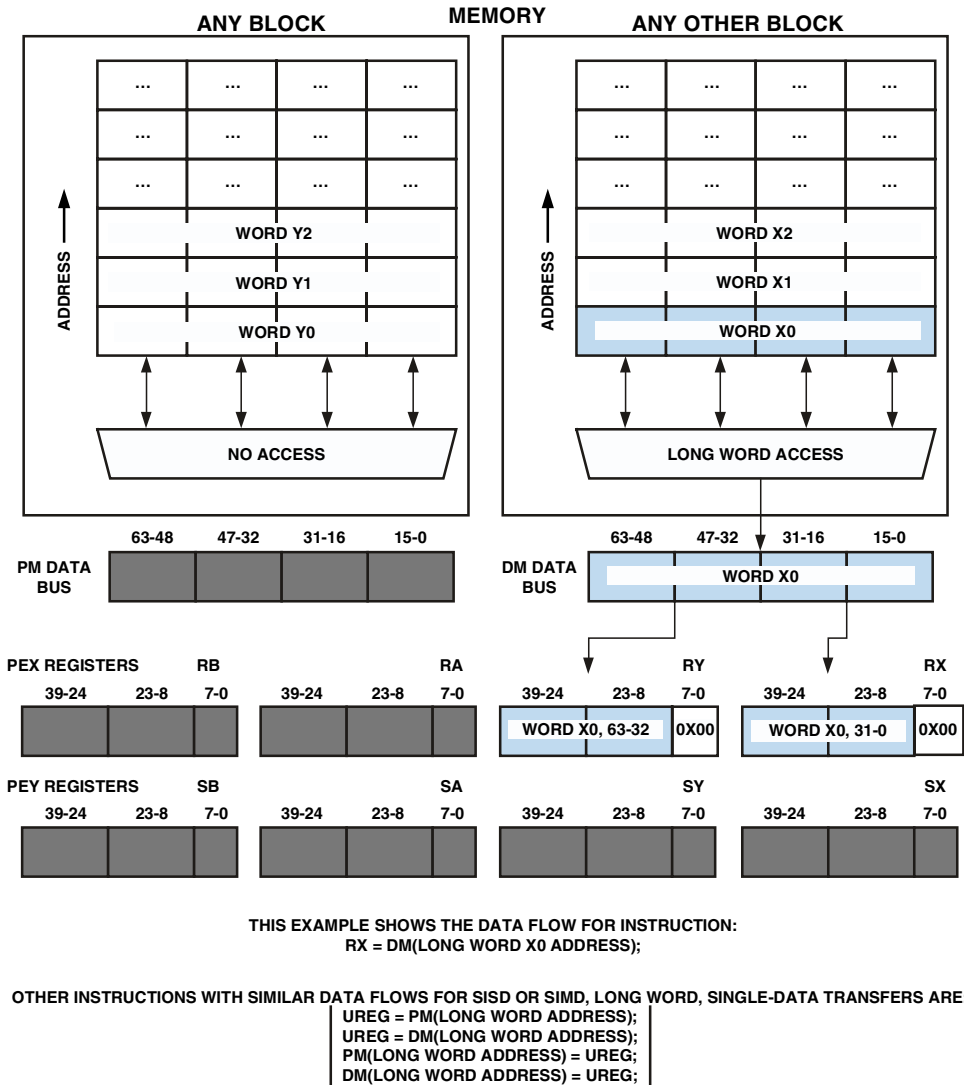 MEMORY
ANY BLOCK ANY OTHER BLOCK
... ... ... ... ... ... ... ...
... ... ... ... ... ... ... ...
... ... ... ... ... ... ... ...
ADDRESS ADDRESS
WORD Y2 WORD X2
WORD Y1 WORD X1
WORD Y0 WORD X0
NO ACCESS LONG WORD ACCESS
63-48 47-32 31-16 15-0 63-48 47-32 31-16 15-0
PM DATA BUS DM DATA BUS WORD X0
PEX REGISTERS RB RA RY RX
39-24 23-8 7-0 39-24 23-8 7-0 39-24 23-8 7-0 39-24 23-8 7-0
WORD X0, 63-32 0X00 WORD X0, 31-0 0X00
PEY REGISTERS SB SA SY SX
39-24 23-8 7-0 39-24 23-8 7-0 39-24 23-8 7-0 39-24 23-8 7-0
THIS EXAMPLE SHOWS THE DATA FLOW FOR INSTRUCTION:
RX = DM(LONG WORD X0 ADDRESS);
OTHER INSTRUCTIONS WITH SIMILAR DATA FLOWS FOR SISD OR SIMD, LONG WORD, SINGLE-DATA TRANSFERS ARE
UREG = PM(LONG WORD ADDRESS);
UREG = DM(LONG WORD ADDRESS);
PM(LONG WORD ADDRESS) = UREG;
DM(LONG WORD ADDRESS) = UREG;